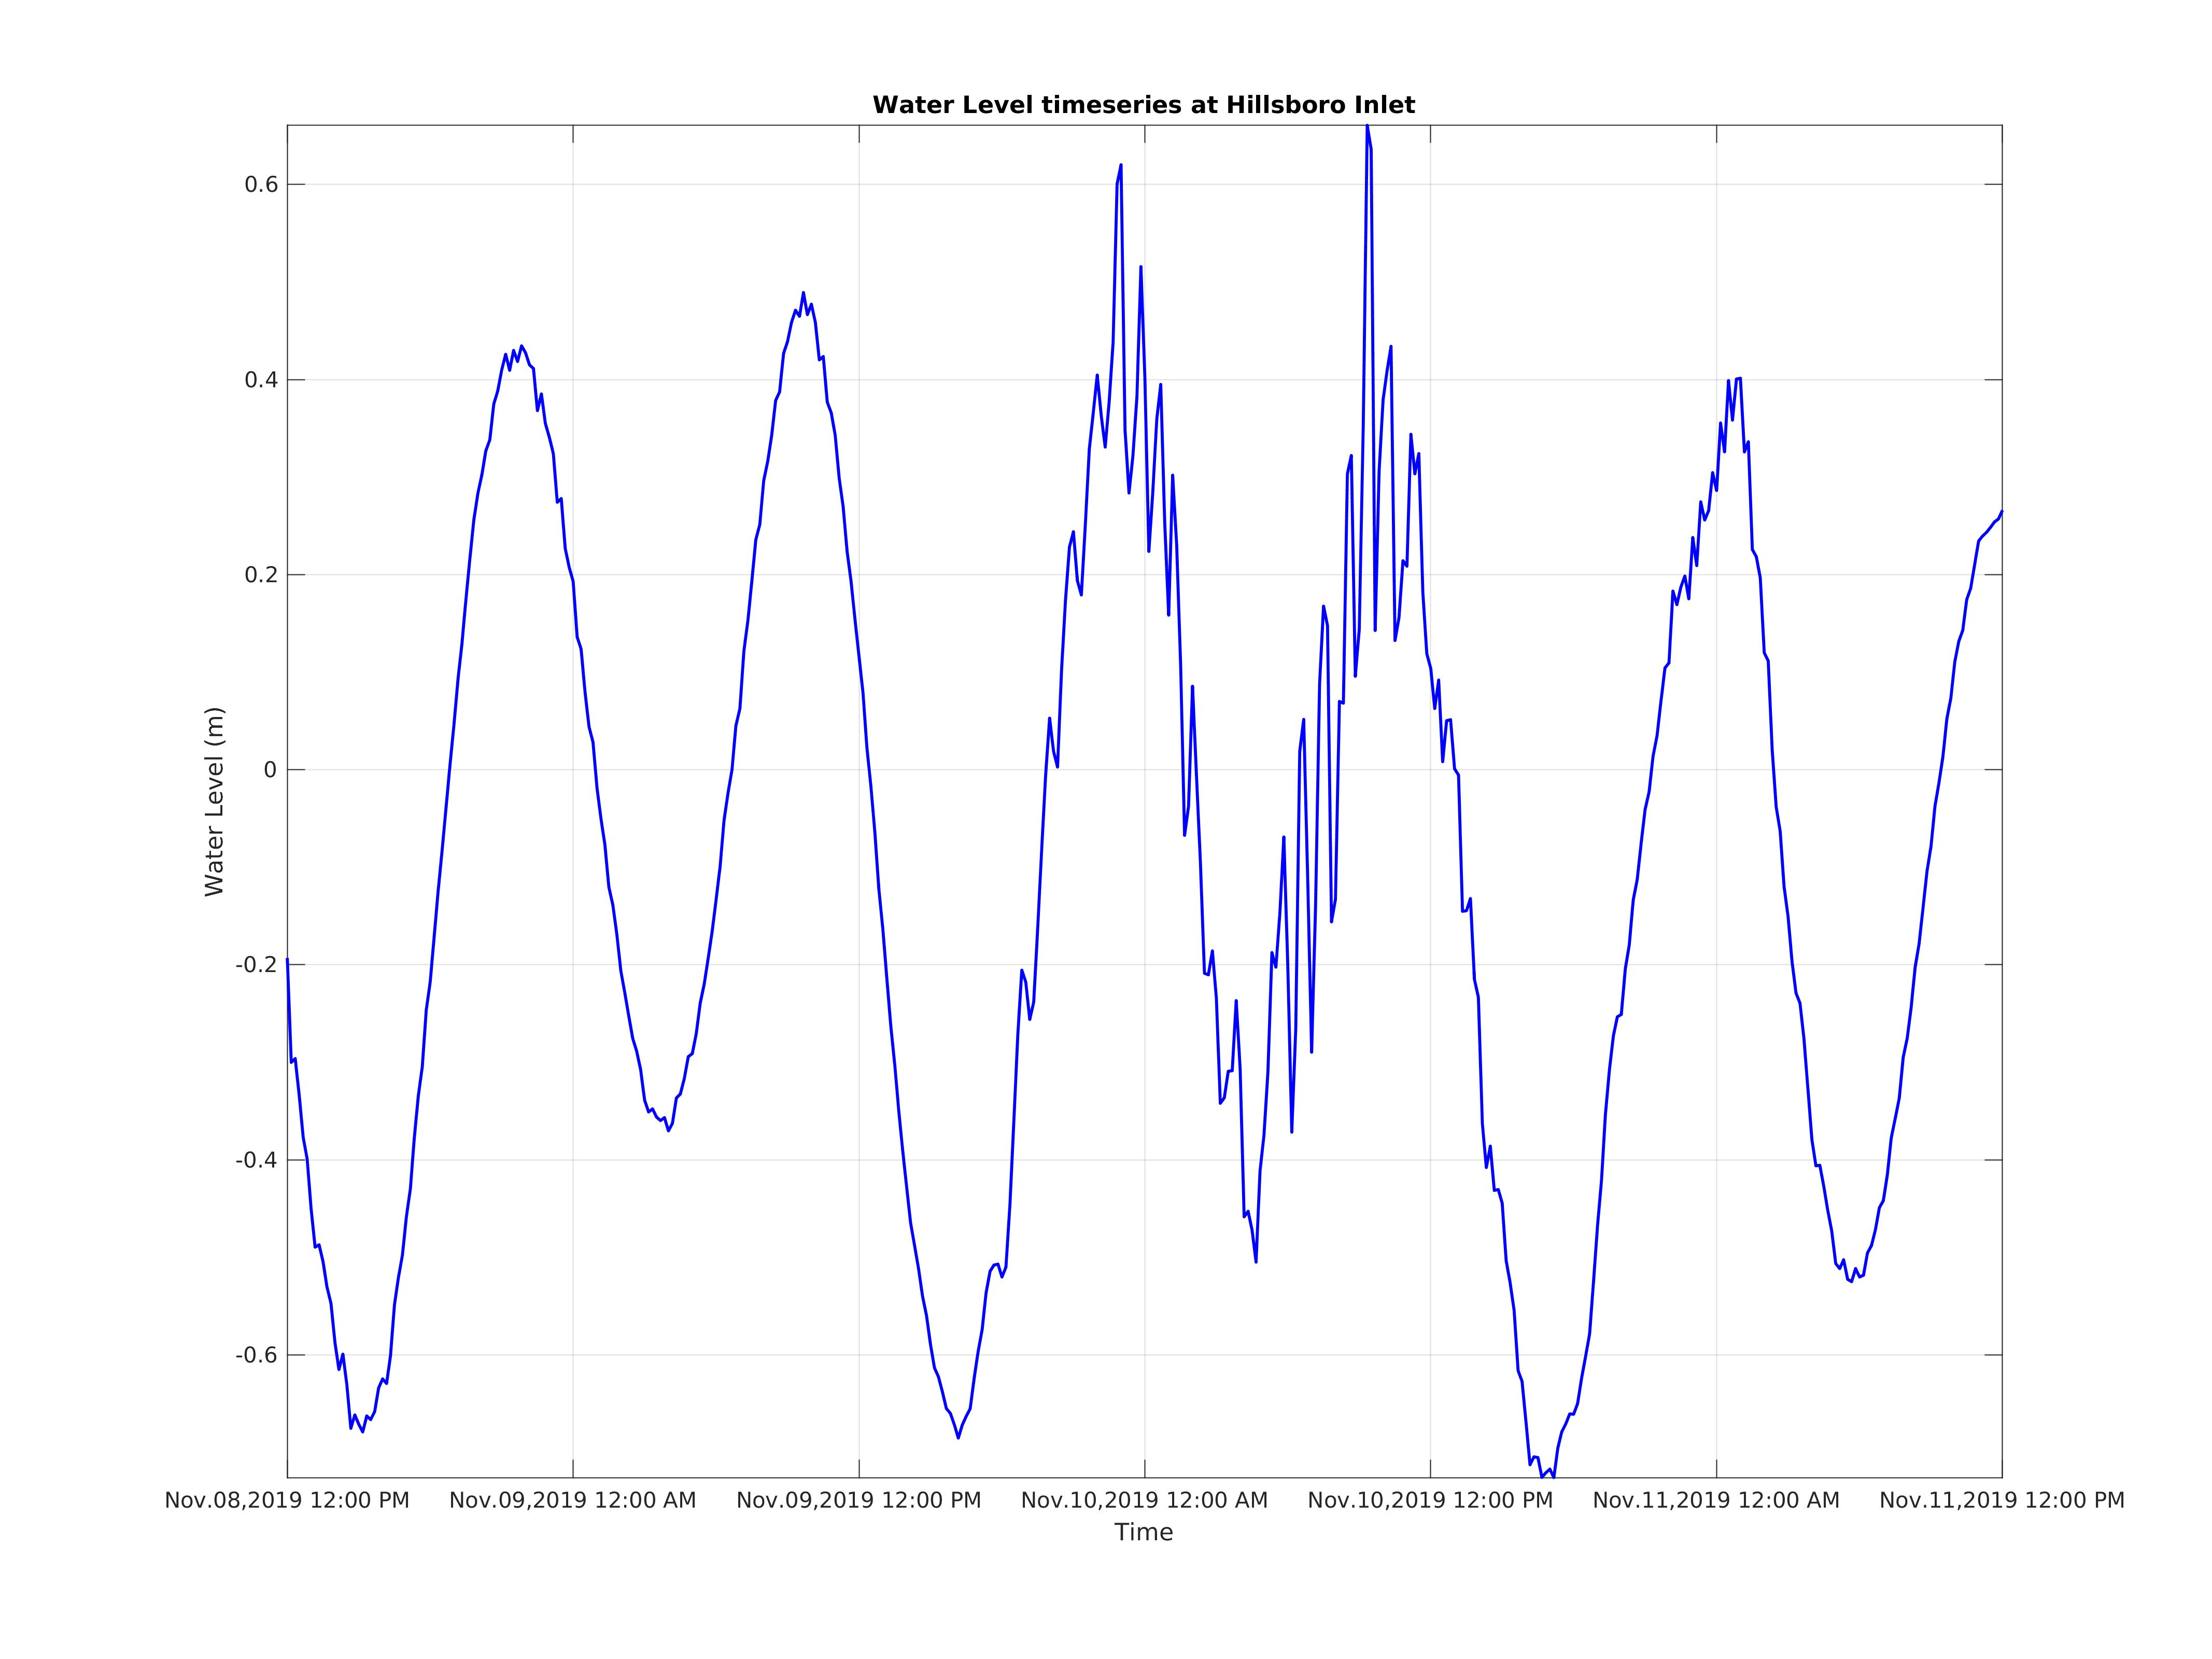 Water Level timeseries at Hillsboro Inlet
0.6
0.4
0.2
0
-0.2
-0.4
-0.6
Water Level (m)
Nov.08,2019 12:00 PM
Nov.09,2019 12:00 AM
Nov.09,2019 12:00 PM
Nov.10,2019 12:00 AM
Nov.10,2019 12:00 PM
Nov.11,2019 12:00 AM
Nov.11,2019 12:00 PM
Time